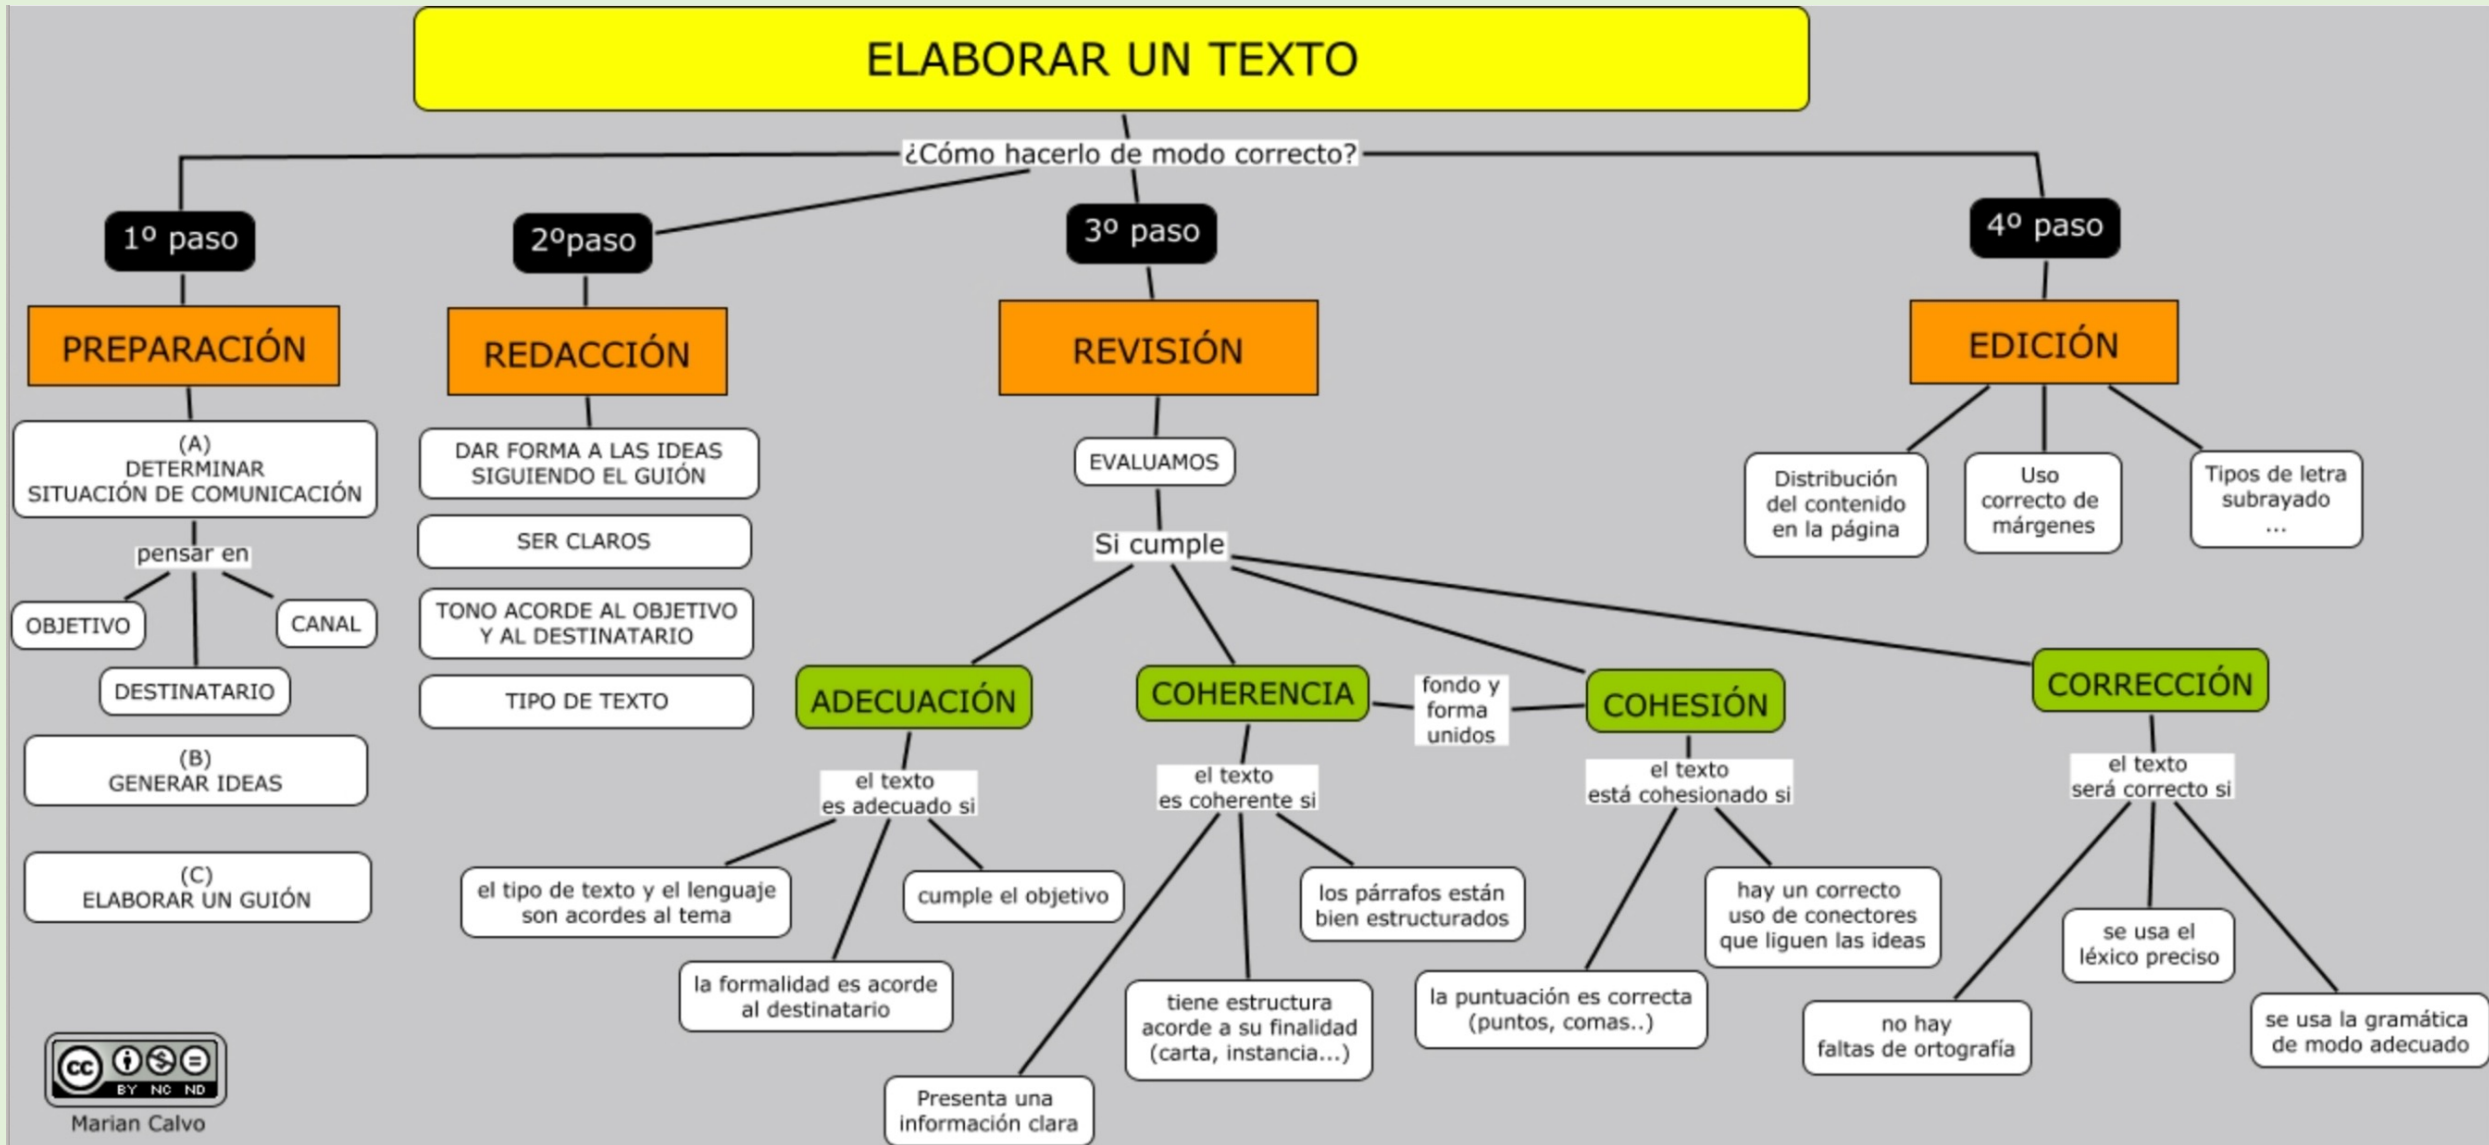 ELABORAR UN TEXTO
¿Cómo hacerlo de modo correcto?
1º paso
PREPARACIÓN
(A)
DETERMINAR
SITUACIÓN DE COMUNICACIÓN
pensar en
OBJETIVO
CANAL
DESTINATARIO
(B)
GENERAR IDEAS
(C)
ELABORAR UN GUIÓN
2ºpaso
REDACCIÓN
DAR FORMA A LAS IDEAS
SIGUIENDO EL GUIÓN
SER CLAROS
TONO ACORDE AL OBJETIVO
Y AL DESTINATARIO
TIPO DE TEXTO
3º paso
REVISIÓN
EVALUAMOS
Si cumple
ADECUACIÓN
el texto
es adecuado si
el tipo de texto y el lenguaje
son acordes al tema
la formalidad es acorde
al destinatario
cumple el objetivo
COHERENCIA
el texto
es coherente si
Presenta una
información clara
tiene estructura
acorde a su finalidad
(carta, instancia...)
los párrafos están
bien estructurados
fondo y
forma
unidos
COHESIÓN
el texto
está cohesionado si
la puntuación es correcta
(puntos, comas..)
hay un correcto
uso de conectores
que liguen las ideas
CORRECCIÓN
el texto
será correcto si
no hay
faltas de ortografía
se usa el
léxico preciso
se usa la gramática
de modo adecuado
4º paso
EDICIÓN
Distribución
del contenido
en la página
Uso
correcto de
márgenes
Tipos de letra
subrayado
...
cc
BY NC ND
Marian Calvo